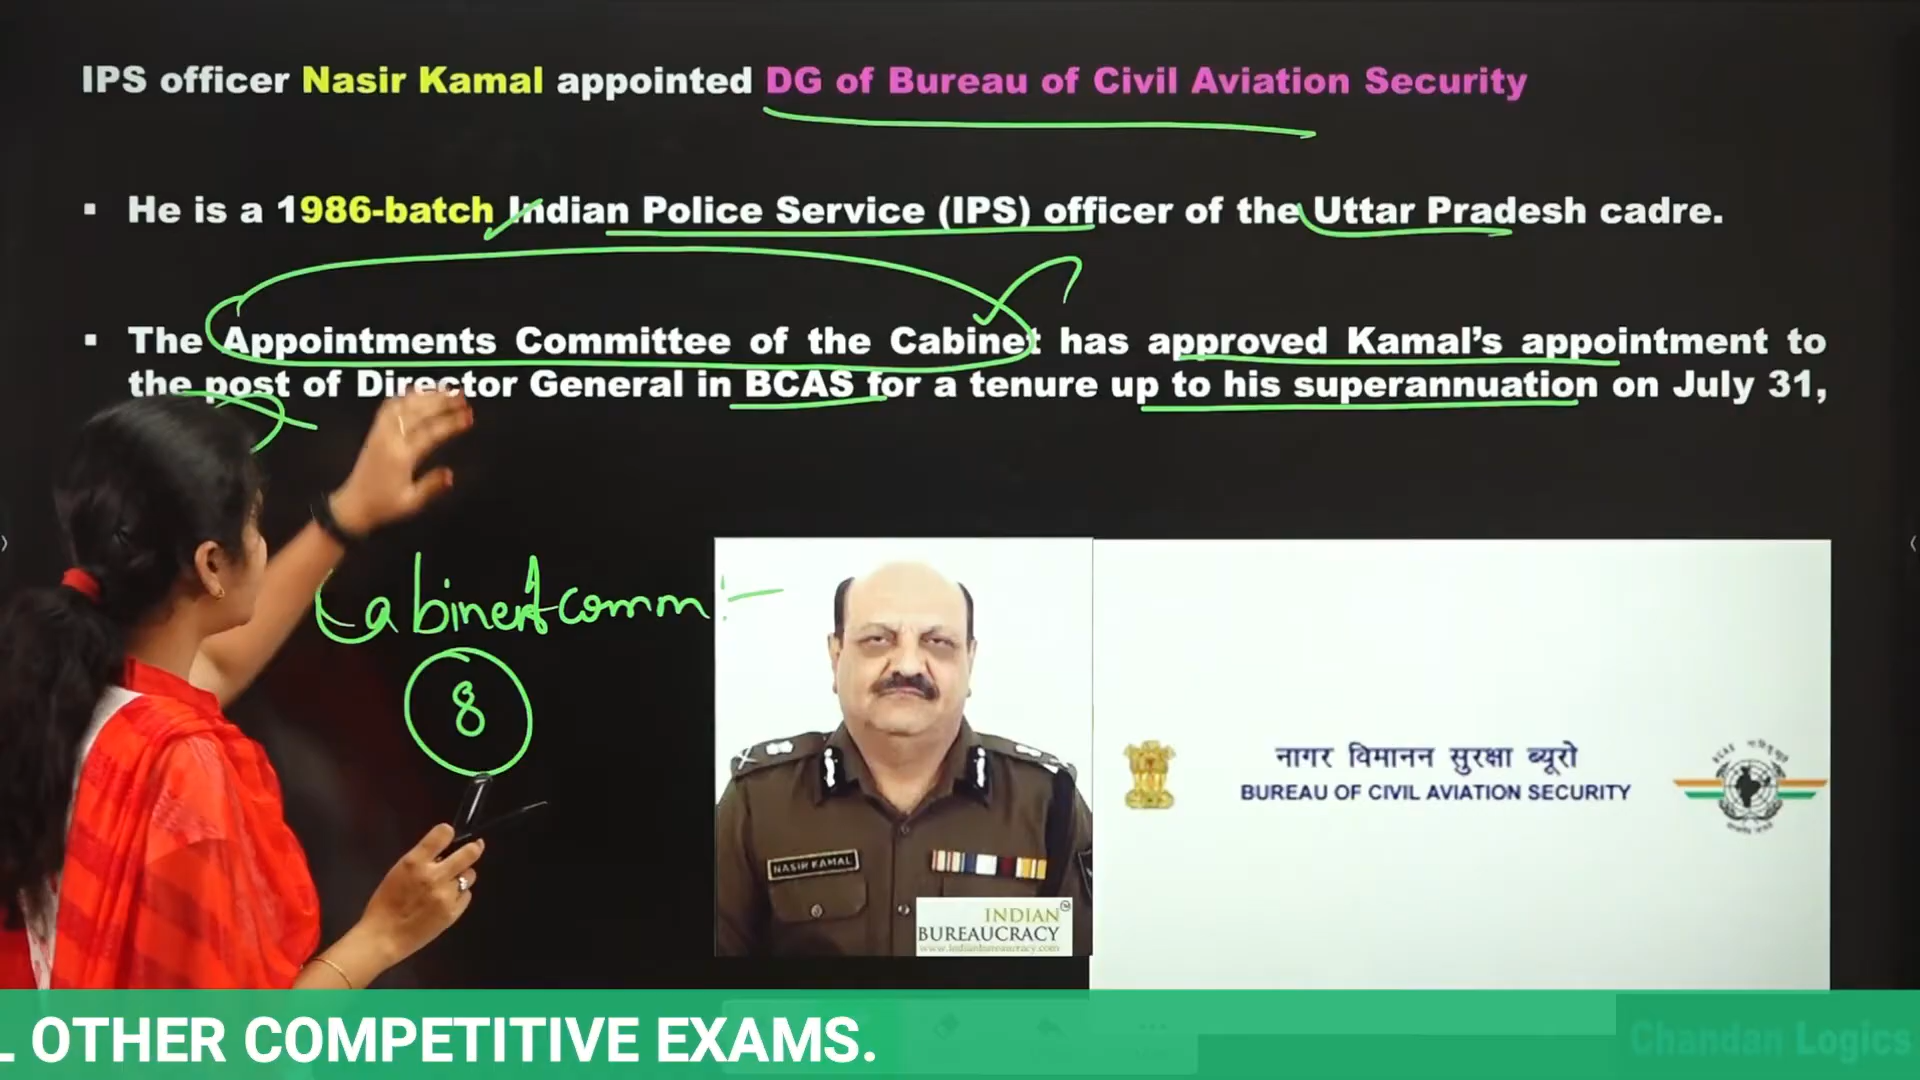 IPS officer Nasir Kamal appointed DG of Bureau of Civil Aviation Security
▪ He is a 1986-batch Indian Police Service (IPS) officer of the Uttar Pradesh cadre.
▪ The Appointments Committee of the Cabinet has approved Kamal's appointment to
the post of Director General in BCAS for a tenure up to his superannuation on July 31,
Cabinet comm :-
8
NASIR KAMAL
INDIAN
BUREAUCRACY
www.indianbureaucracy.com
नागर विमानन सुरक्षा ब्यूरो
BUREAU OF CIVIL AVIATION SECURITY
OTHER COMPETITIVE EXAMS.
Chandan Logics